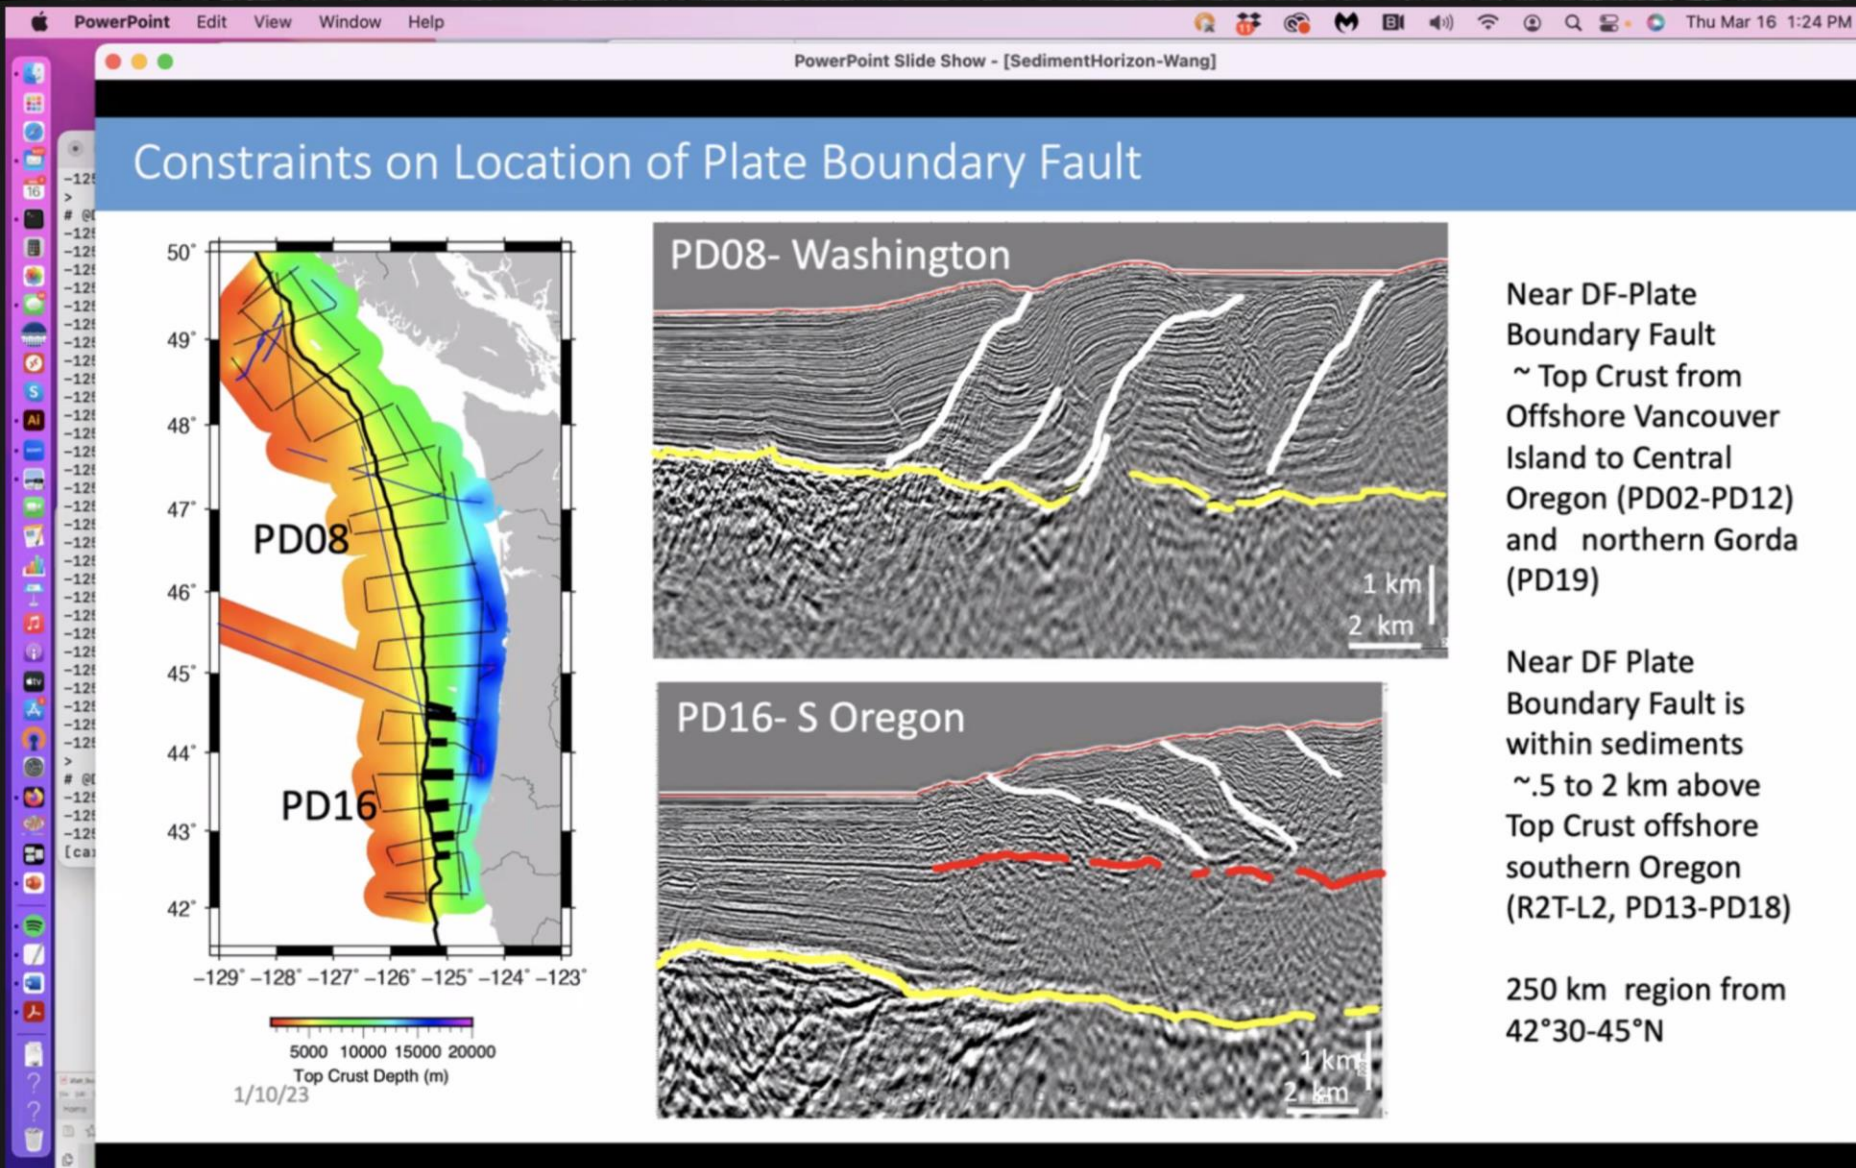 PowerPoint Edit View Window Help
Thu Mar 16 1:24 PM
PowerPoint Slide Show - [SedimentHorizon-Wang]
Constraints on Location of Plate Boundary Fault
50°
49°
48°
47°
46°
45°
44°
43°
42°
PD08
PD16
−129 −128° −127° −126° −125° −124° −123°
5000 10000 15000 20000
Top Crust Depth (m)
1/10/23
PD08- Washington
1 km
2 km
PD16- S Oregon
1 km
2 km
Near DF-Plate
Boundary Fault
~ Top Crust from
Offshore Vancouver
Island to Central
Oregon (PD02-PD12)
and northern Gorda
(PD19)
Near DF Plate
Boundary Fault is
within sediments
~.5 to 2 km above
Top Crust offshore
southern Oregon
(R2T-L2, PD13-PD18)
250 km region from
42°30-45°N